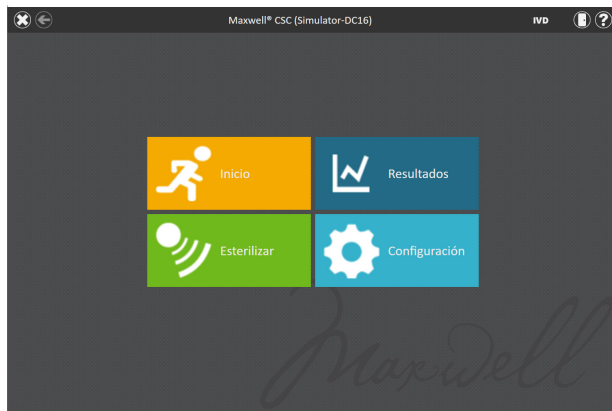 Maxwell® CSC (Simulator-DC16)
IVD
?
Inicio
Resultados
Esterilizar
Configuración
Maxwell